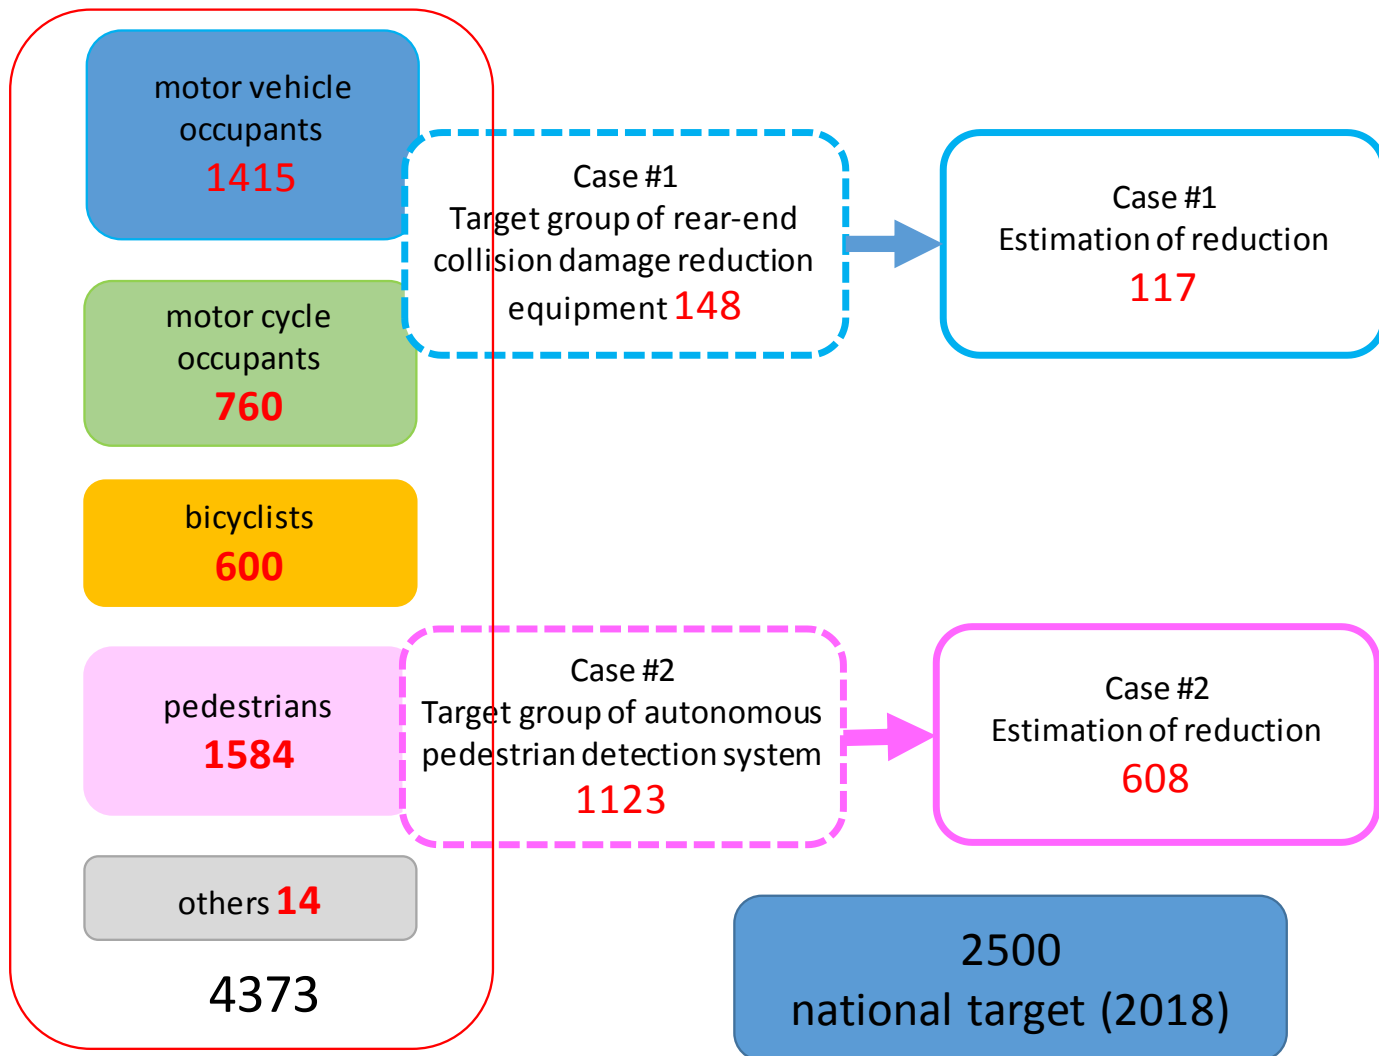 motor vehicle
occupants
1415
motor cycle
occupants
760
bicyclists
600
pedestrians
1584
others 14
4373
Case #1
Target group of rear-end
collision damage reduction
equipment 148
Case #1
Estimation of reduction
117
Case #2
Target group of autonomous
pedestrian detection system
1123
Case #2
Estimation of reduction
608
2500
national target (2018)